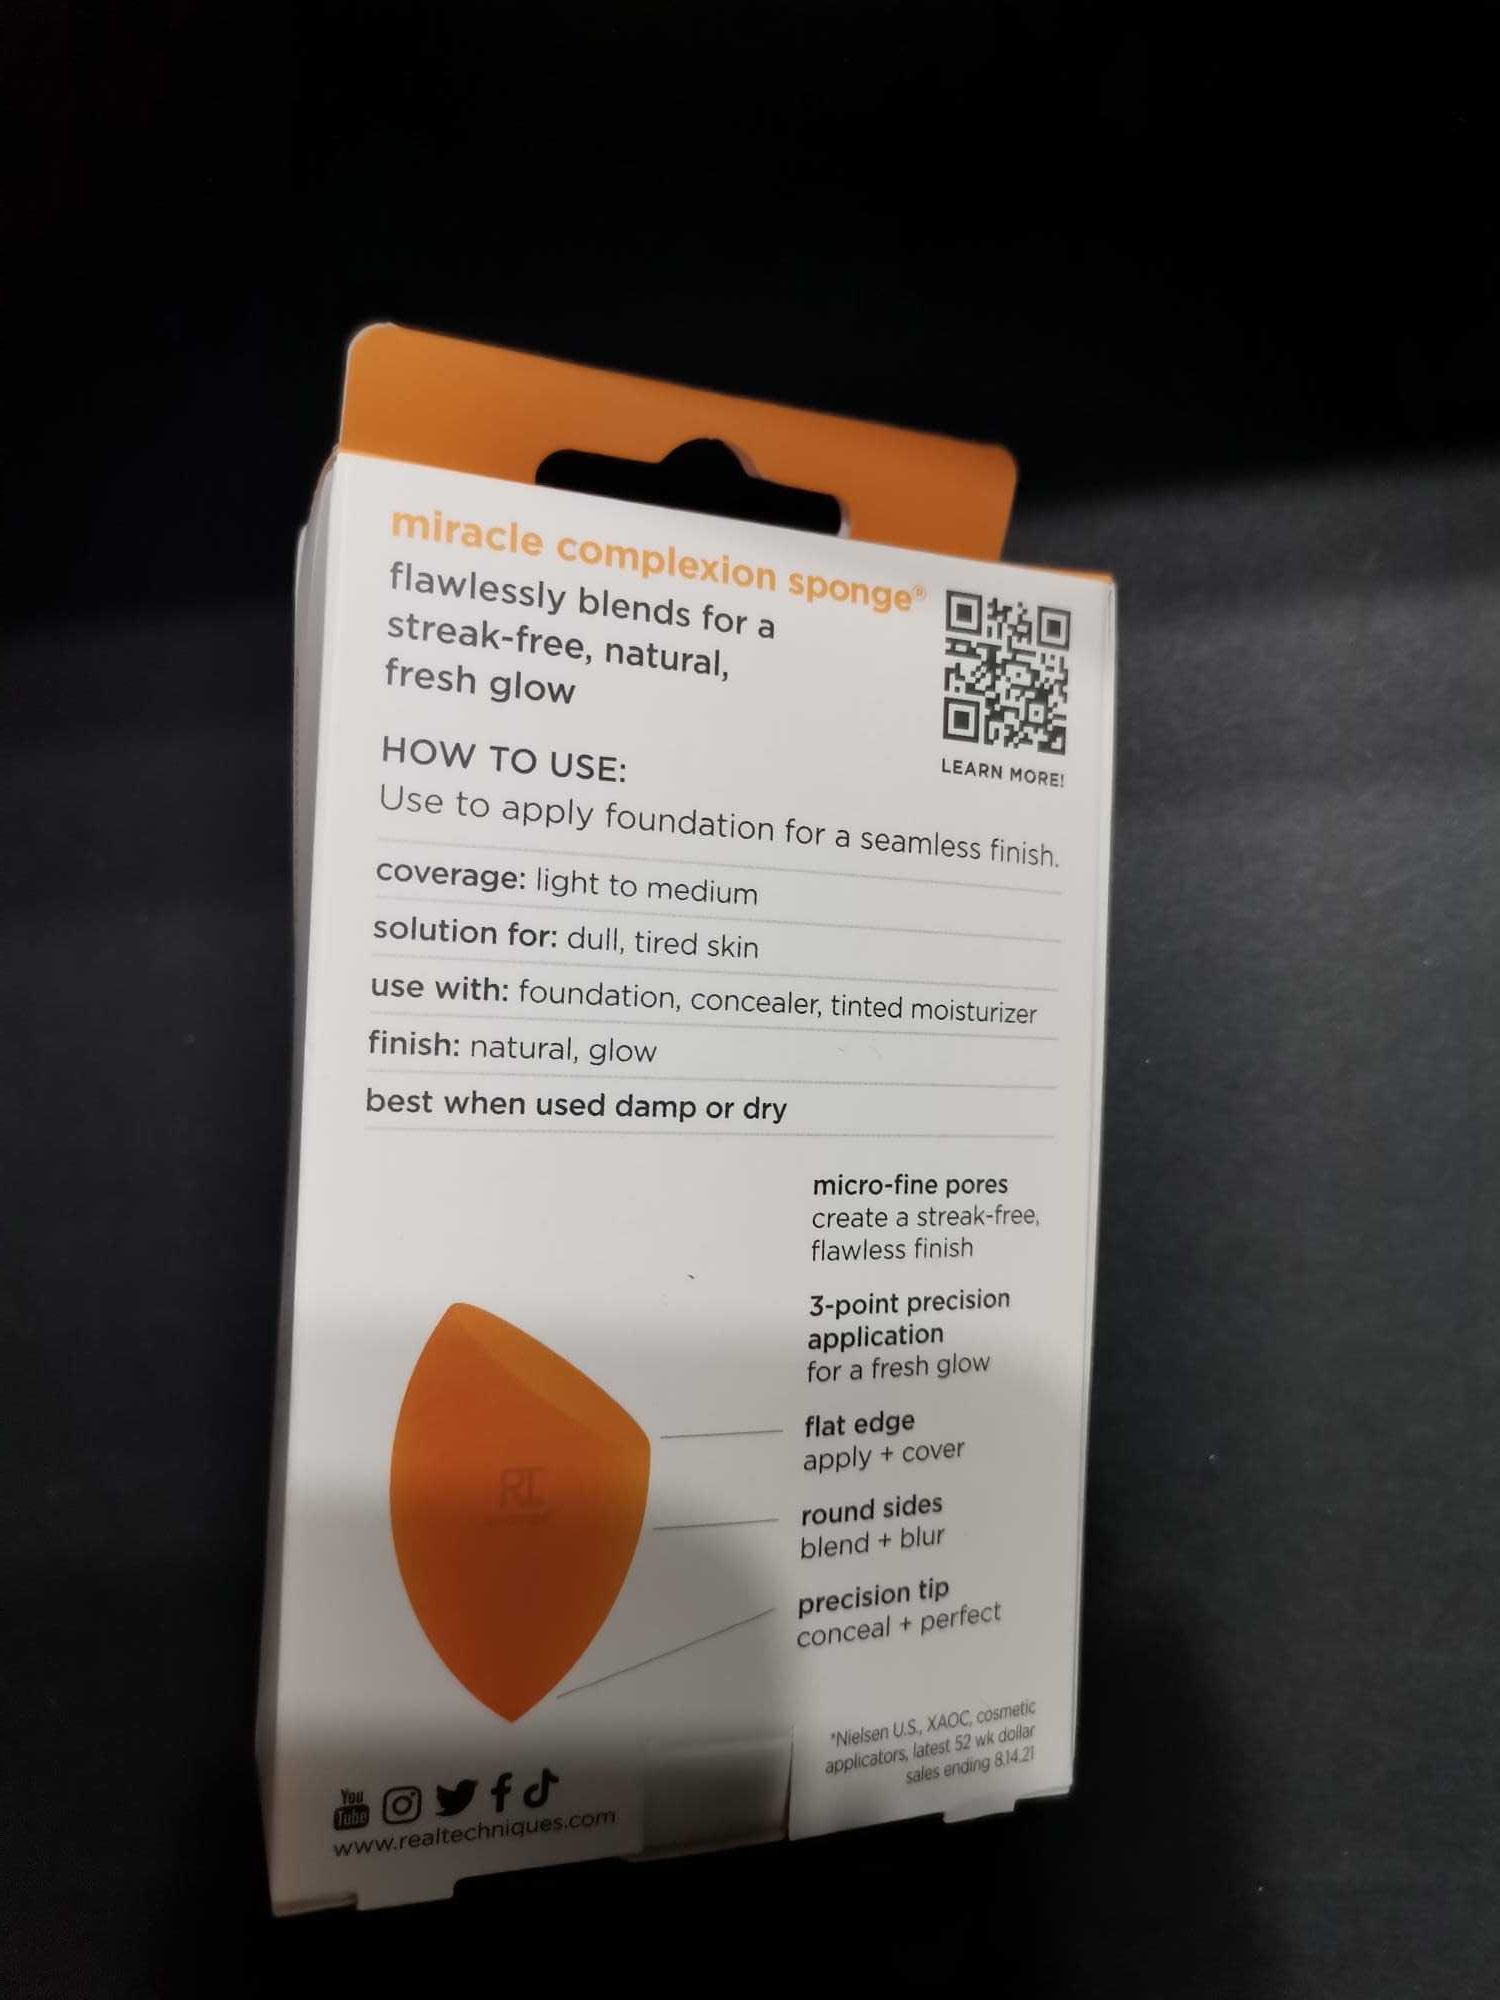 miracle complexion sponge®
flawlessly blends for a
streak-free, natural,
fresh glow
LEARN MORE!
HOW TO USE:
Use to apply foundation for a seamless finish.
coverage: light to medium
solution for: dull, tired skin
use with: foundation, concealer, tinted moisturizer
finish: natural, glow
best when used damp or dry
micro-fine pores
create a streak-free,
flawless finish
3-point precision
application
for a fresh glow
flat edge
apply + cover
round sides
blend + blur
precision tip
conceal + perfect
RT
*Nielsen U.S., XAOC, cosmetic
applicators, latest 52 wk dollar
sales ending 8.14.21
You
Tube
www.realtechniques.com